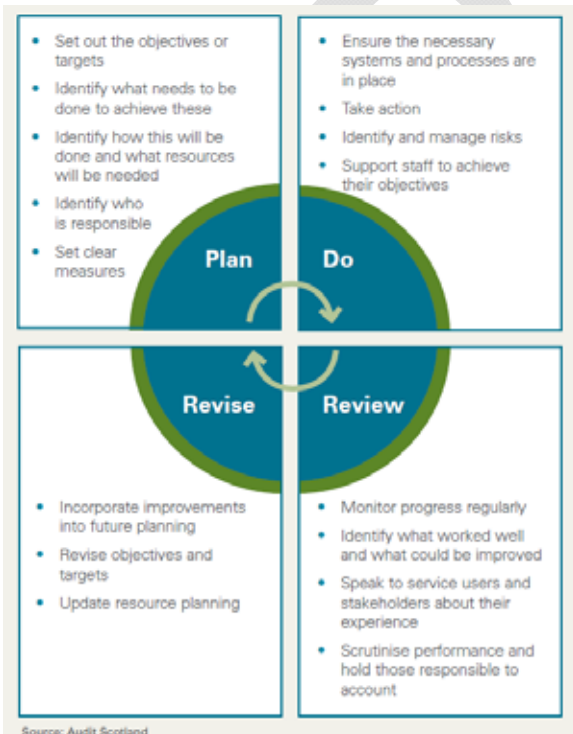 • Set out the objectives or
targets
• Identify what needs to be
done to achieve these
• Identify how this will be
done and what resources
will be needed
• Identify who
is responsible
• Set clear
measures
Plan
• Ensure the necessary
systems and processes are
in place
• Take action
• Identify and manage risks
• Support staff to achieve
their objectives
Do
Revise
• Incorporate improvements
into future planning
• Revise objectives and
targets
• Update resource planning
Review
• Monitor progress regularly
• Identify what worked well
and what could be improved
• Speak to service users and
stakeholders about their
experience
• Scrutinise performance and
hold those responsible to
account
Source: Audit Scotland